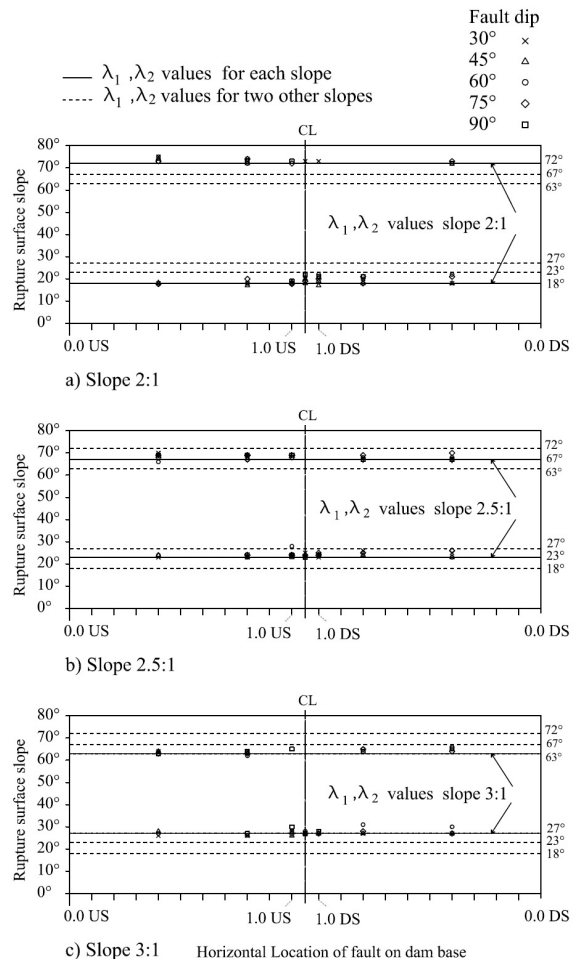 Fault dip
30° ×
45° △
60° ○
75° ◇
90° □
λ1 ,λ2 values for each slope
λ1 ,λ2 values for two other slopes
CL
Rupture surface slope
80°
70°
60°
50°
40°
30°
20°
10°
0°
72°
67°
63°
λ1 ,λ2 values slope 2:1
27°
23°
18°
0.0 US
1.0 US
1.0 DS
0.0 DS
a) Slope 2:1
CL
Rupture surface slope
80°
70°
60°
50°
40°
30°
20°
10°
0°
72°
67°
63°
λ1 ,λ2 values slope 2.5:1
27°
23°
18°
0.0 US
1.0 US
1.0 DS
0.0 DS
b) Slope 2.5:1
CL
Rupture surface slope
80°
70°
60°
50°
40°
30°
20°
10°
0°
72°
67°
63°
λ1 ,λ2 values slope 3:1
27°
23°
18°
0.0 US
1.0 US
1.0 DS
0.0 DS
c) Slope 3:1
Horizontal Location of fault on dam base